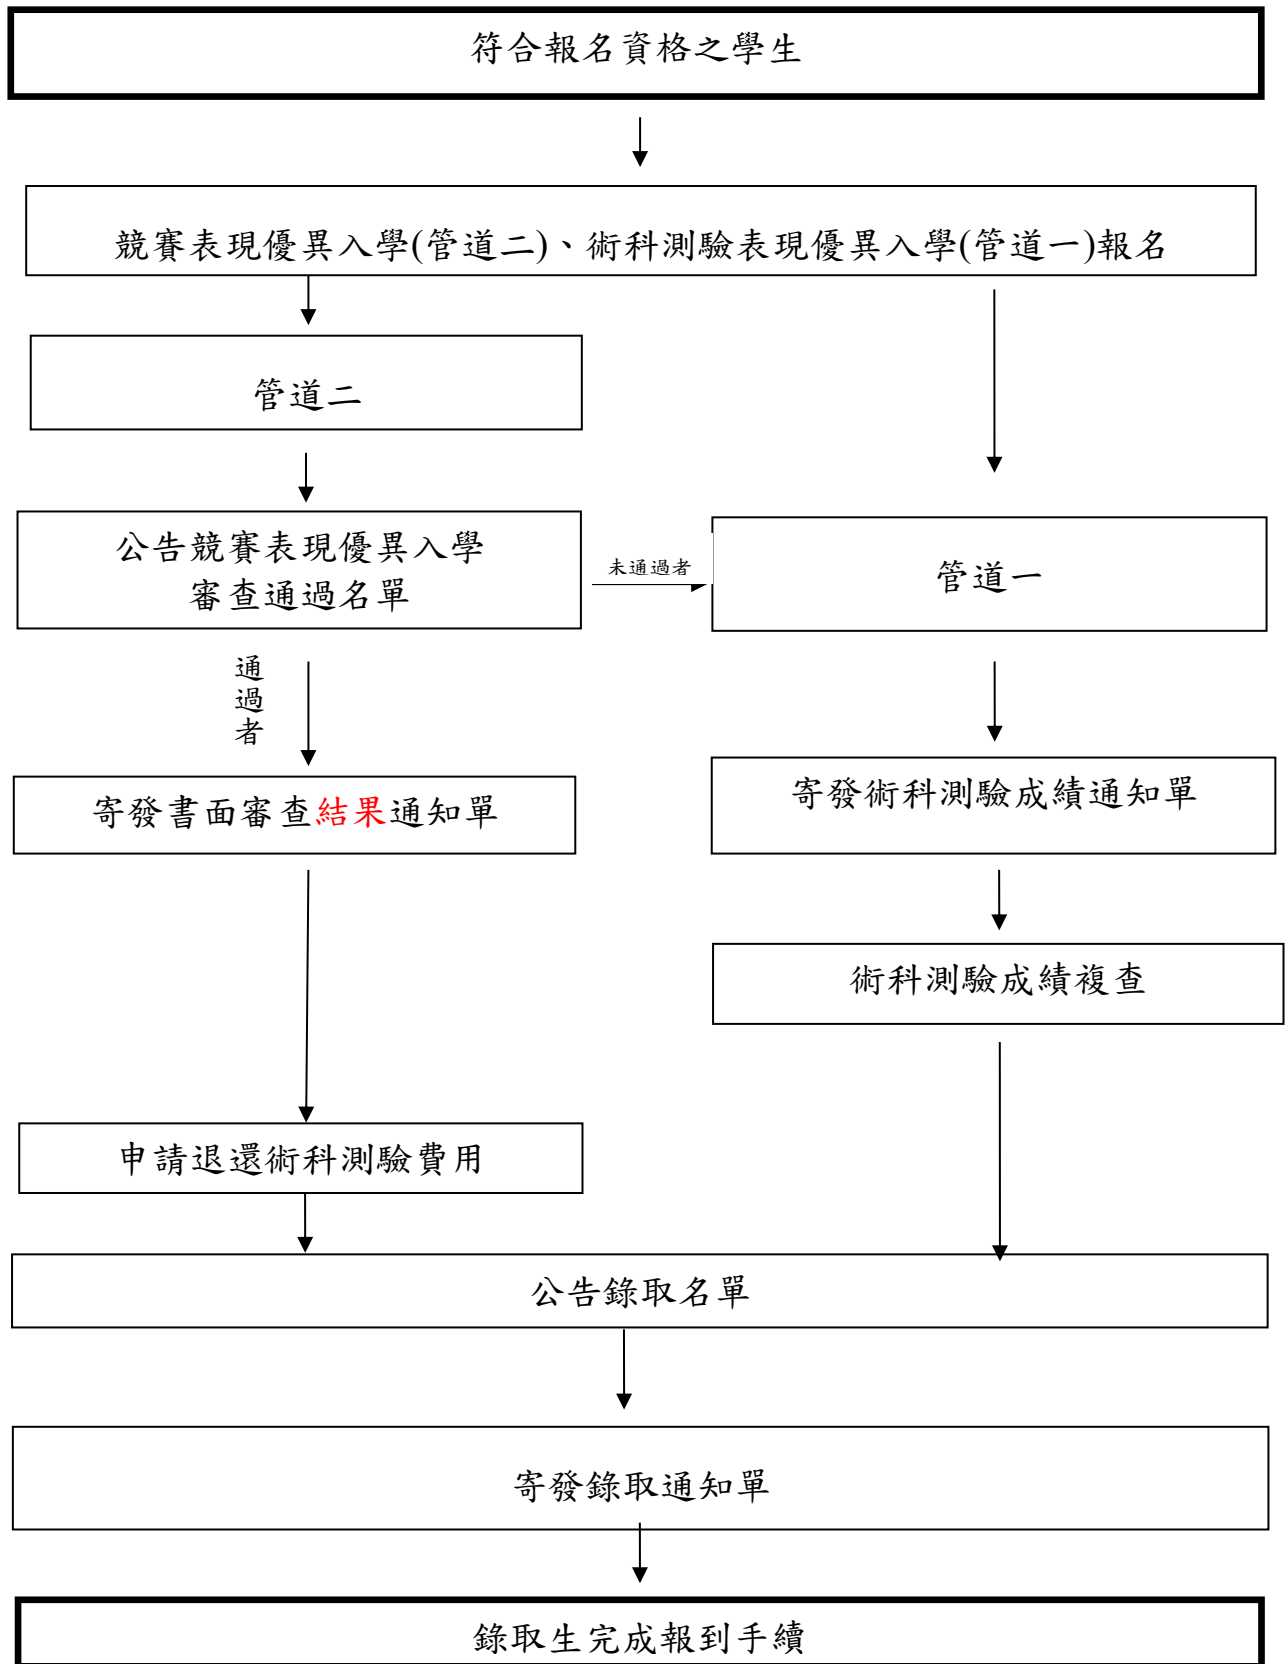 符合報名資格之學生
競賽表現優異入學(管道二)、術科測驗表現優異入學(管道一)報名
管道二
公告競賽表現優異入學
審查通過名單
未通過者
管道一
通過者
寄發書面審查結果通知單
寄發術科測驗成績通知單
術科測驗成績複查
申請退還術科測驗費用
公告錄取名單
寄發錄取通知單
錄取生完成報到手續